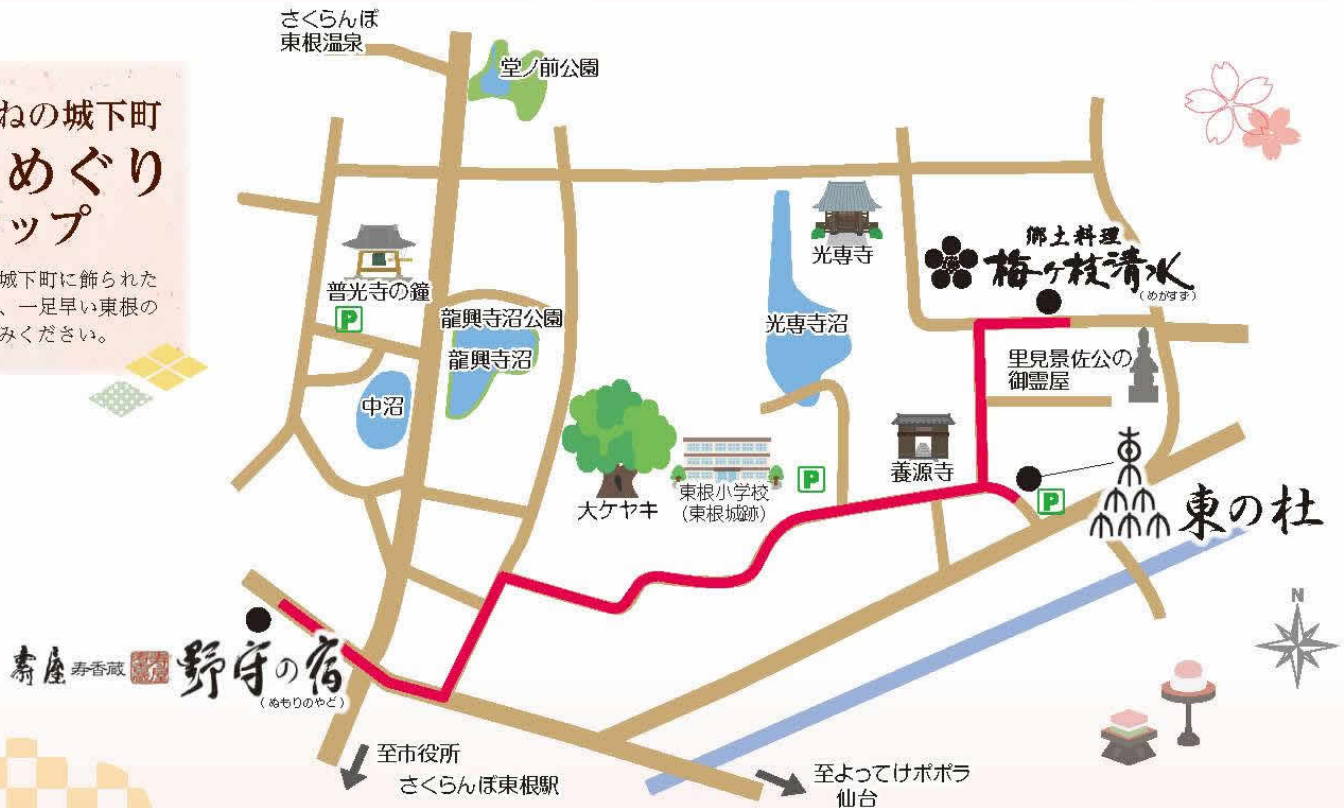 ねの城下町
めぐり
ップ
城下町に飾られた
、一足早い東根の
みください。
さくらんぼ
東根温泉
堂ノ前公園
普光寺の鐘
P
龍興寺沼公園
龍興寺沼
中沼
光専寺
光専寺沼
郷土料理
梅ヶ枝清水
(めがすず)
里見景佐公の
御霊屋
大ケヤキ
東根小学校
(東根城跡)
P
養源寺
P
東の杜
N
壽屋 寿香蔵 野守の宿
(ぬもりのやど)
至市役所
さくらんぼ東根駅
至よってけポポラ
仙台